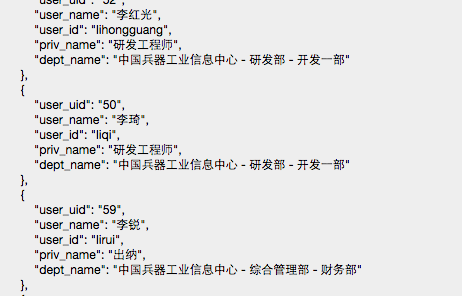 "user_uid": "52",
"user_name": "李红光",
"user_id": "lihongguang",
"priv_name": "研发工程师",
"dept_name": "中国兵器工业信息中心 - 研发部 - 开发一部"
},
{
"user_uid": "50",
"user_name": "李琦",
"user_id": "liqi",
"priv_name": "研发工程师",
"dept_name": "中国兵器工业信息中心 - 研发部 - 开发一部"
},
{
"user_uid": "59",
"user_name": "李锐",
"user_id": "lirui",
"priv_name": "出纳",
"dept_name": "中国兵器工业信息中心 - 综合管理部 - 财务部"
},